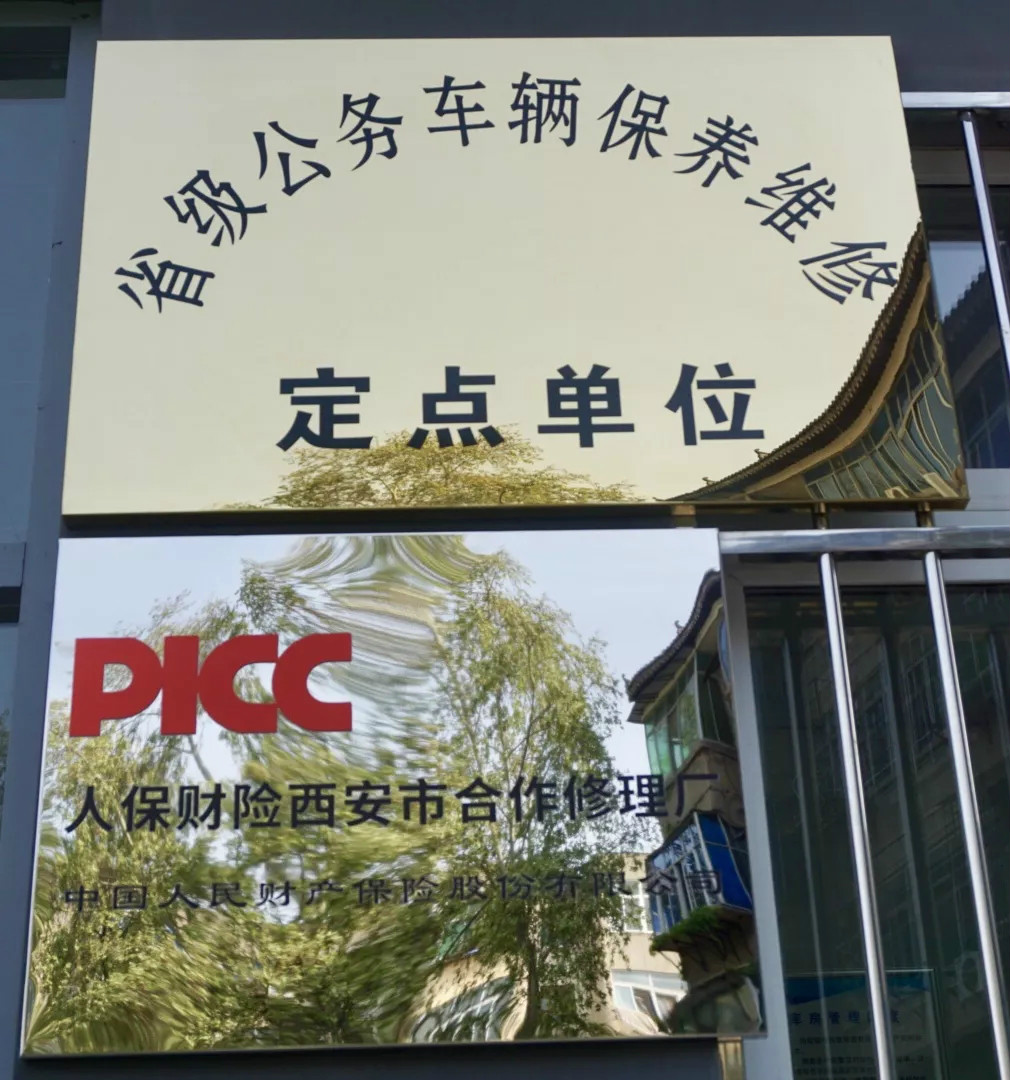 省级公务车辆保养维修
定点单位
PICC
人保财险西安市合作修理厂
中国人民财产保险股份有限公司